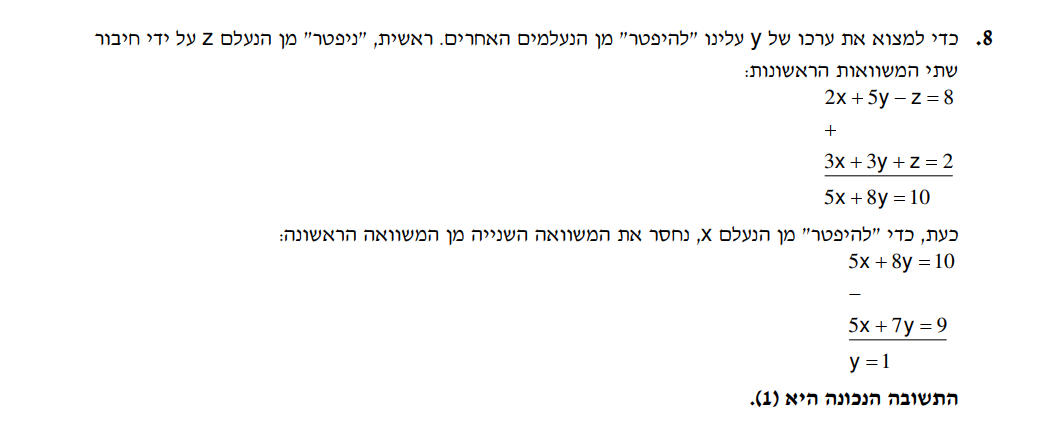 8. כדי למצוא את ערכו של y עלינו "להיפטר" מן הנעלמים האחרים. ראשית, "ניפטר" מן הנעלם z על ידי חיבור
שתי המשוואות הראשונות:
2x + 5y − z = 8
+
3x + 3y + z = 2
5x + 8y = 10
כעת, כדי "להיפטר" מן הנעלם x, נחסר את המשוואה השנייה מן המשוואה הראשונה:
5x + 8y = 10
−
5x + 7y = 9
y = 1
התשובה הנכונה היא (1).